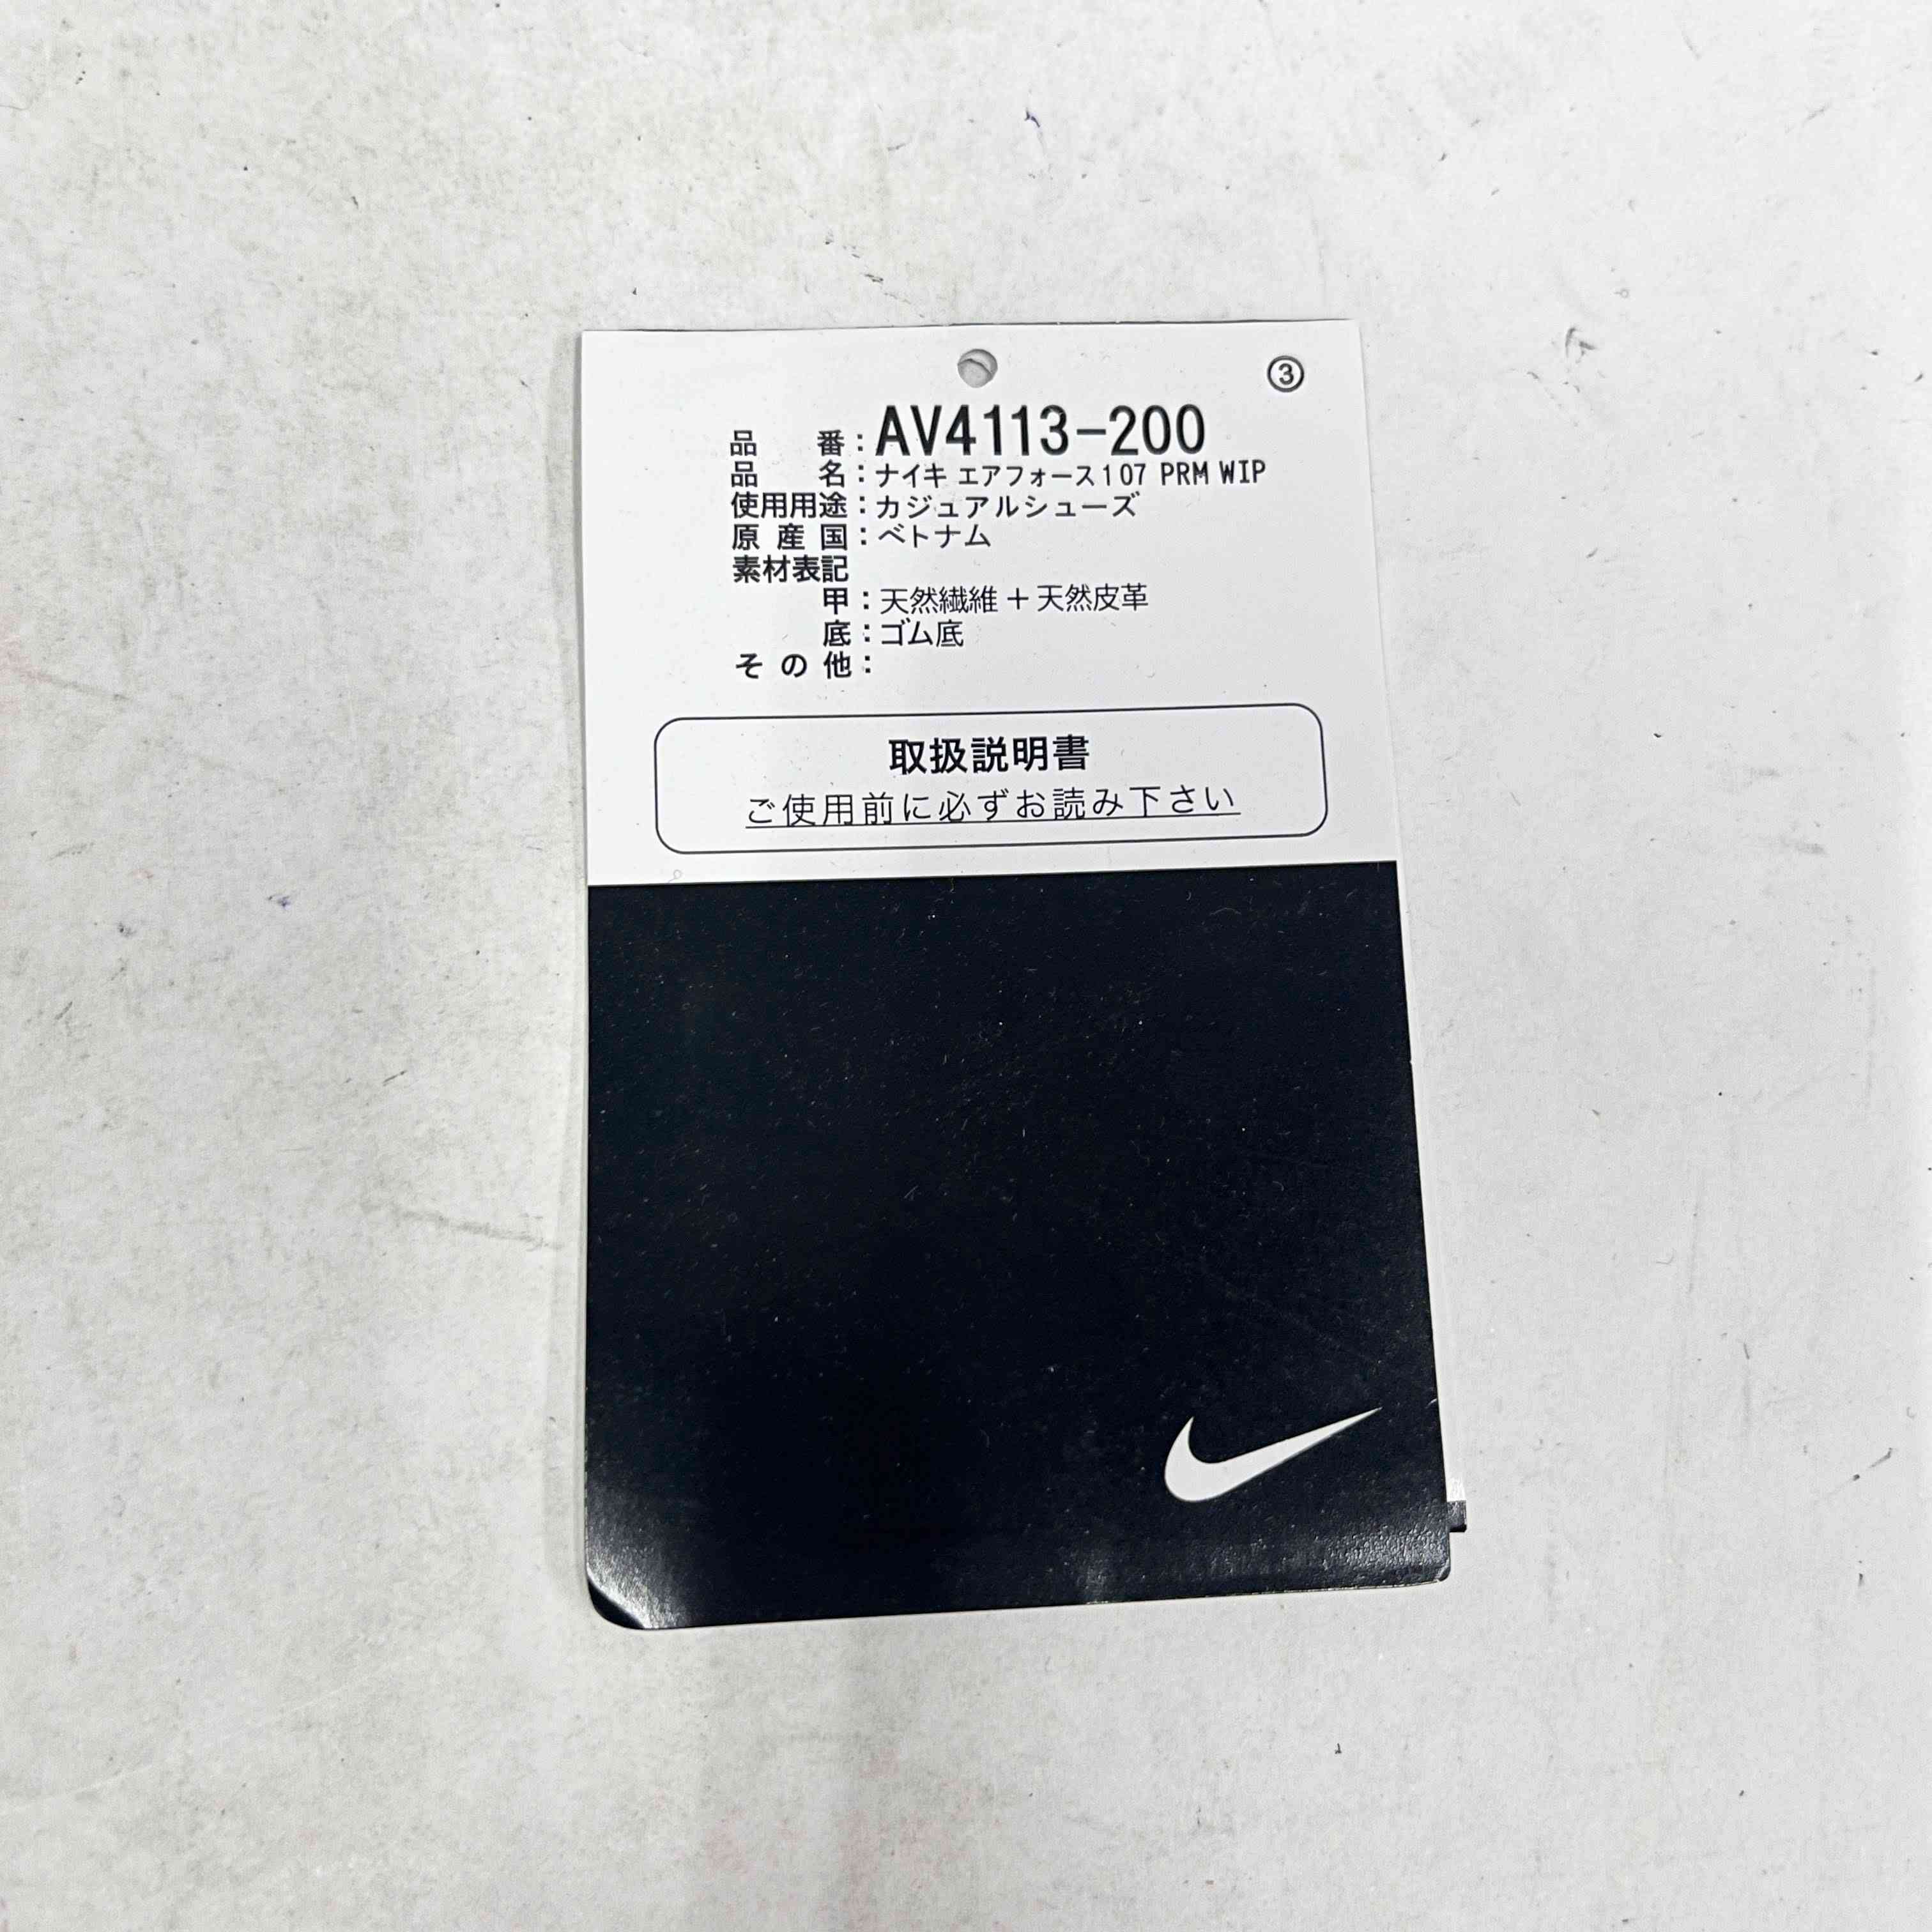 ③
品番：AV4113-200
品名：ナイキ エアフォース1 07 PRM WIP
使用用途：カジュアルシューズ
原産国：ベトナム
素材表記
甲：天然繊維＋天然皮革
底：ゴム底
その他：
取扱説明書
ご使用前に必ずお読み下さい